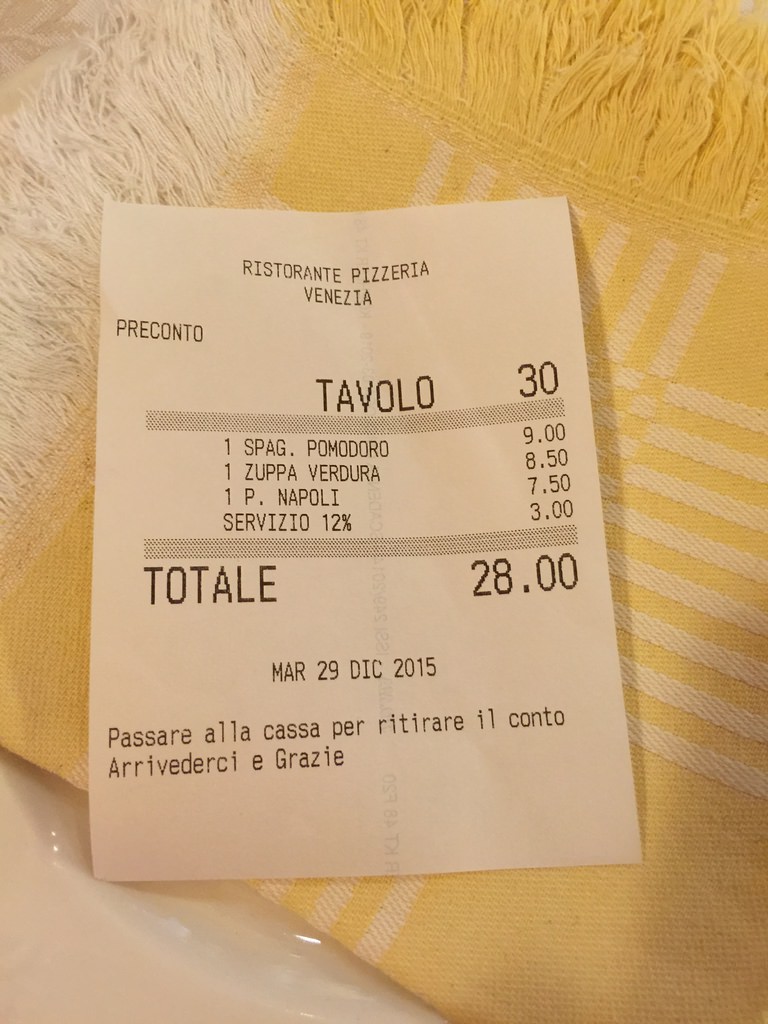 RISTORANTE PIZZERIA
VENEZIA
PRECONTO
TAVOLO 30
1 SPAG. POMODORO 9.00
1 ZUPPA VERDURA 8.50
1 P. NAPOLI 7.50
SERVIZIO 12% 3.00
TOTALE 28.00
MAR 29 DIC 2015
Passare alla cassa per ritirare il conto
Arrivederci e Grazie